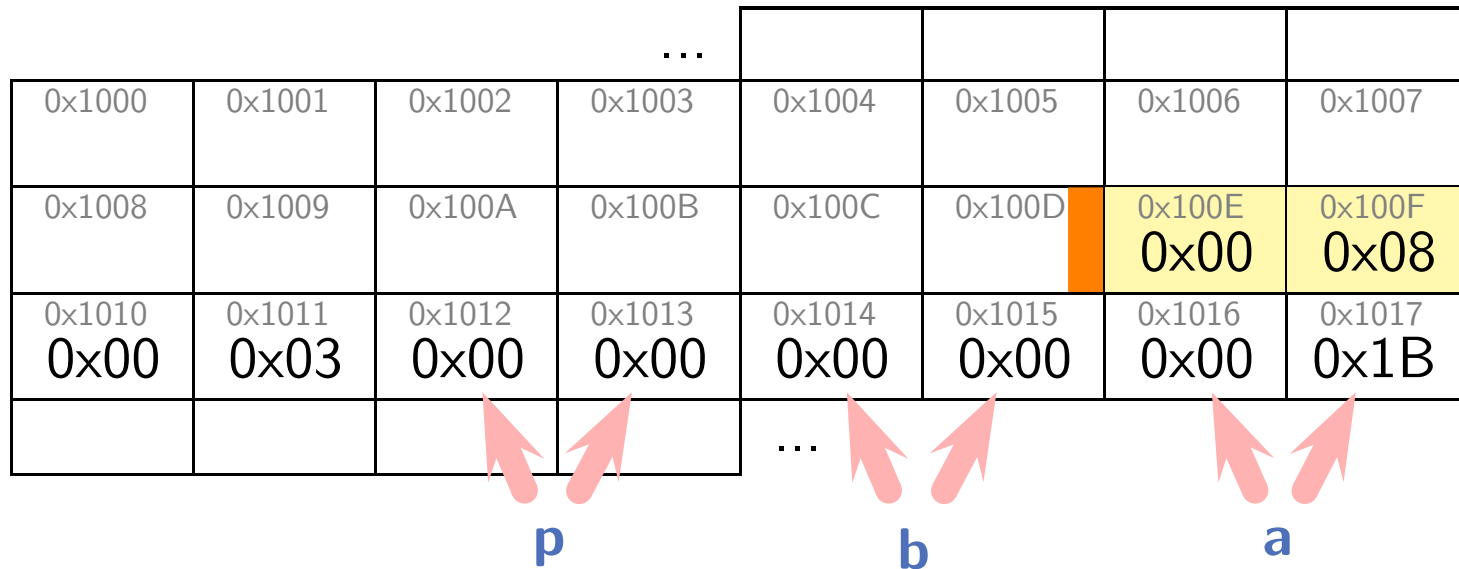 ...
0x1000 0x1001 0x1002 0x1003 0x1004 0x1005 0x1006 0x1007
0x1008 0x1009 0x100A 0x100B 0x100C 0x100D 0x100E 0x100F
0x00 0x08
0x1010 0x1011 0x1012 0x1013 0x1014 0x1015 0x1016 0x1017
0x00 0x03 0x00 0x00 0x00 0x00 0x00 0x1B
...
p b a